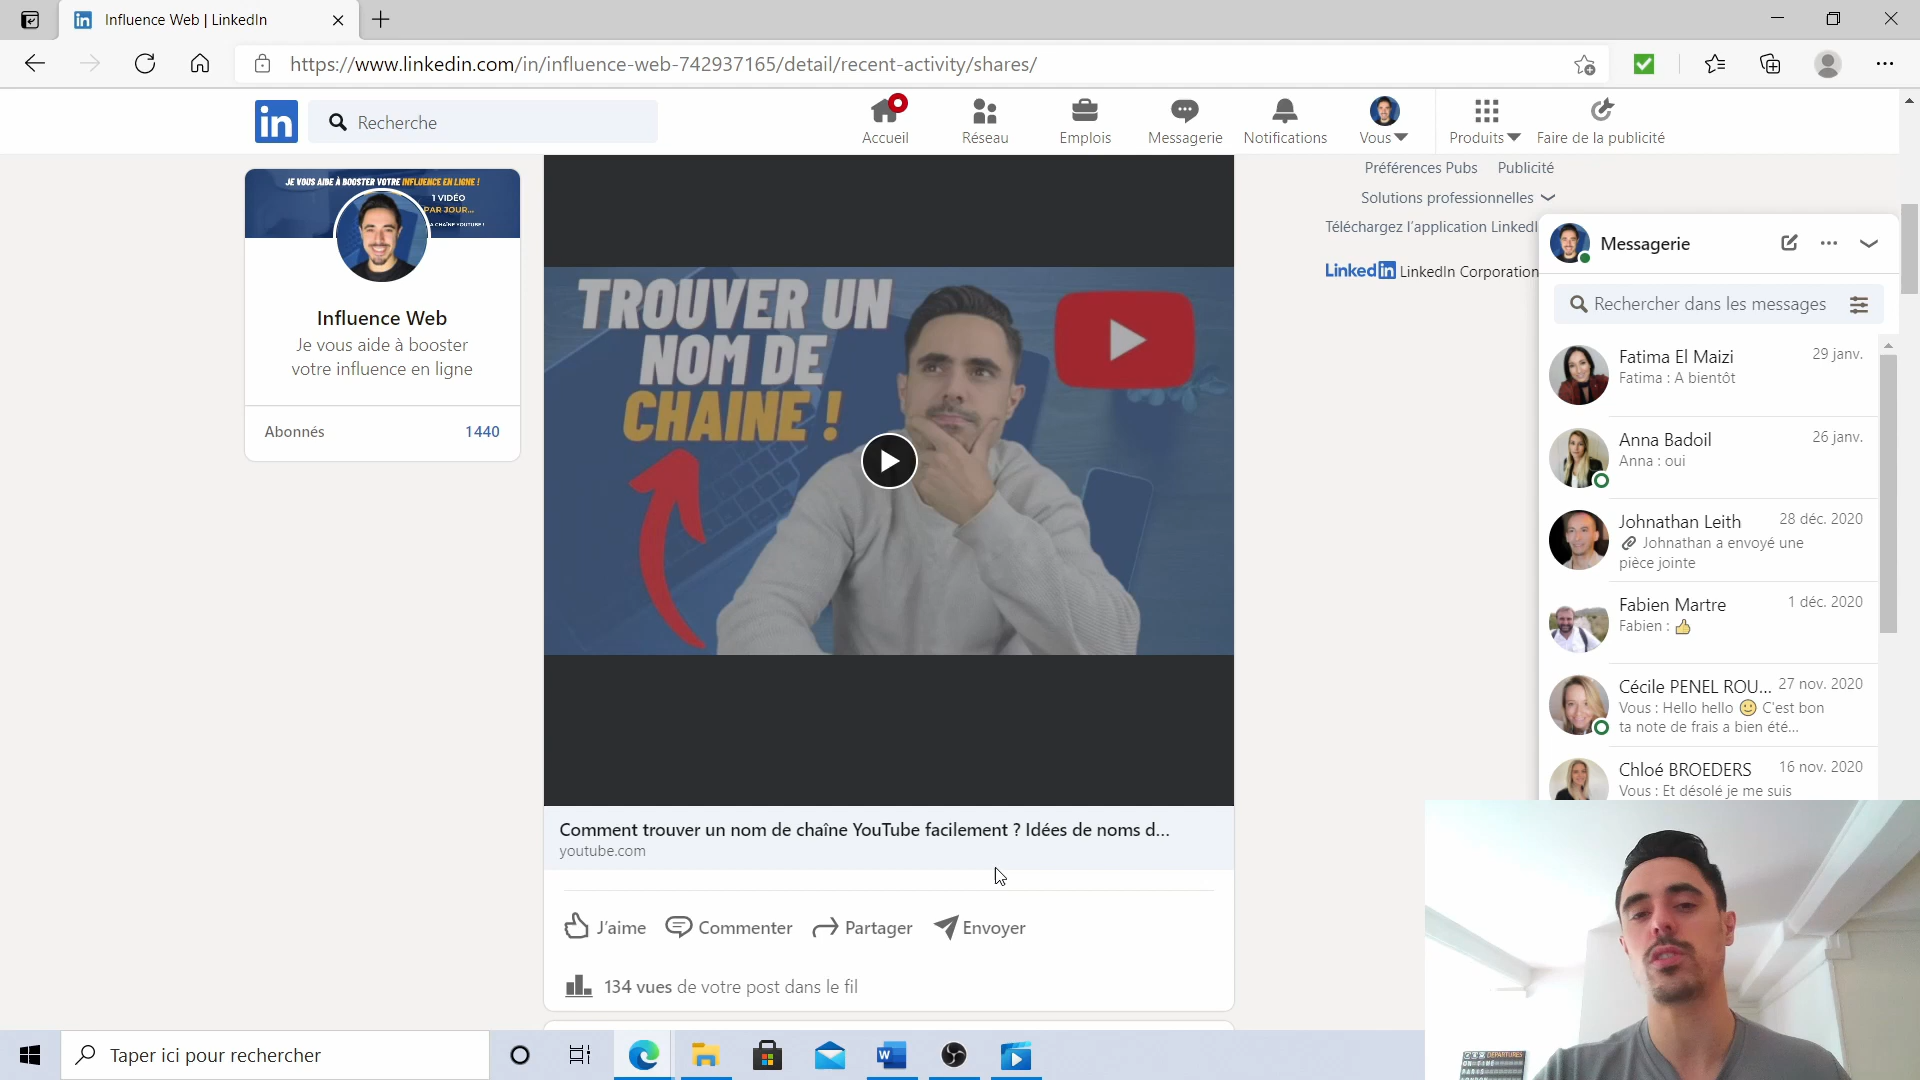 Influence Web | LinkedIn
https://www.linkedin.com/in/influence-web-742937165/detail/recent-activity/shares/
in
Recherche
Accueil
Réseau
Emplois
Messagerie
Notifications
Vous
Produits
Faire de la publicité
JE VOUS AIDE À BOOSTER VOTRE INFLUENCE EN LIGNE !
1 VIDÉO
PAR JOUR...
A CHAÎNE YOUTUBE !
Influence Web
Je vous aide à booster
votre influence en ligne
Abonnés 1440
TROUVER UN
NOM DE
CHAINE !
Comment trouver un nom de chaîne YouTube facilement ? Idées de noms d...
youtube.com
J'aime
Commenter
Partager
Envoyer
134 vues de votre post dans le fil
Préférences Pubs Publicité
Solutions professionnelles
Téléchargez l'application LinkedI
LinkedIn LinkedIn Corporation
Messagerie
Rechercher dans les messages
Fatima El Maizi 29 janv.
Fatima : A bientôt
Anna Badoil 26 janv.
Anna : oui
Johnathan Leith 28 déc. 2020
Johnathan a envoyé une
pièce jointe
Fabien Martre 1 déc. 2020
Fabien : 👍
Cécile PENEL ROU... 27 nov. 2020
Vous : Hello hello 🙂 C'est bon
ta note de frais a bien été...
Chloé BROEDERS 16 nov. 2020
Vous : Et désolé je me suis
DEPARTURES
Taper ici pour rechercher